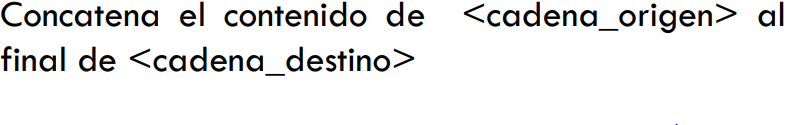 Concatena el contenido de <cadena_origen> al
final de <cadena_destino>